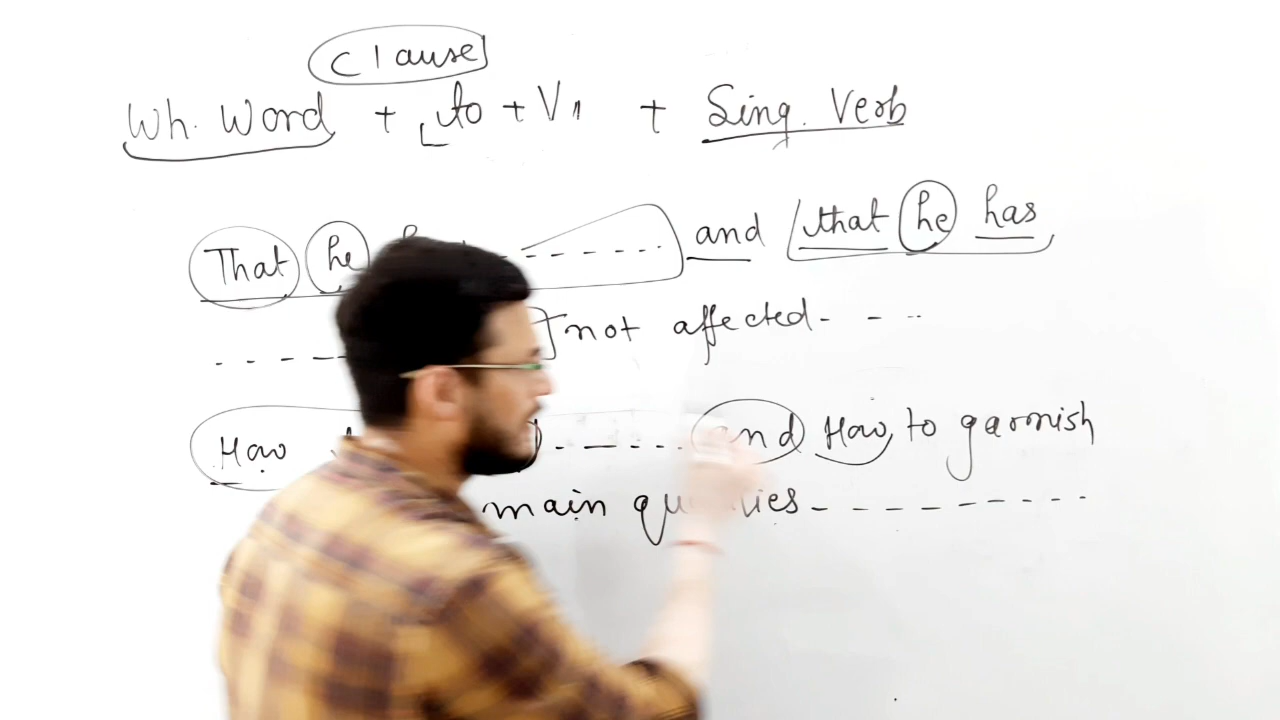 Clause
Wh. Word + to + V1 + Sing. Verb
That he and that he has
not affected
How and How to garnish
main